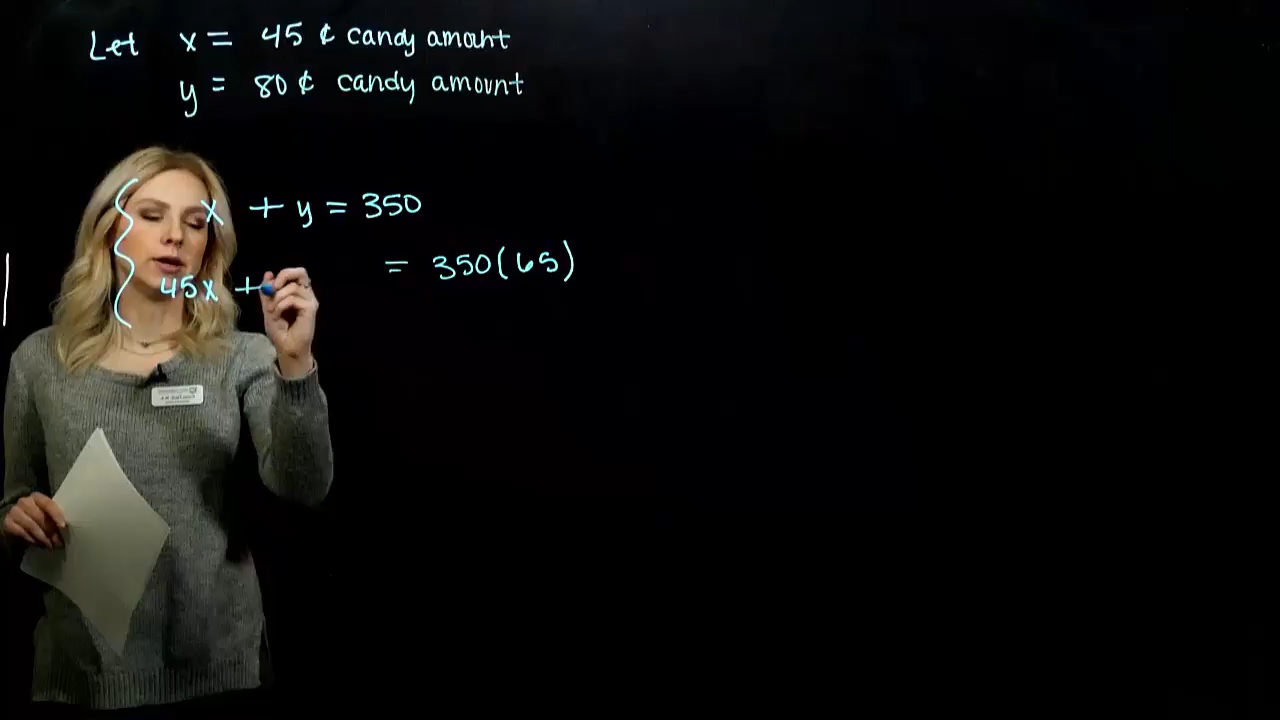 Let x = 45 ¢ candy amount
y = 80 ¢ candy amount
x + y = 350
45x + = 350(65)